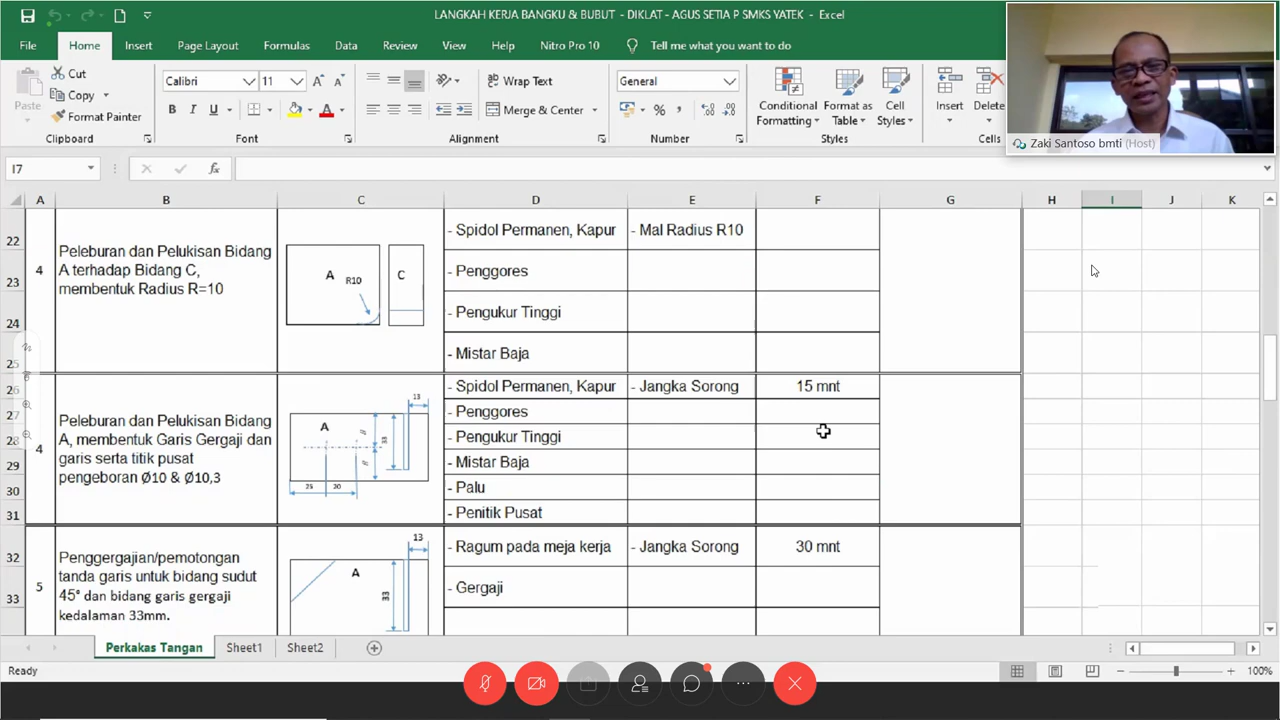 LANGKAH KERJA BANGKU & BUBUT - DIKLAT - AGUS SETIA P SMKS YATEK - Excel
File Home Insert Page Layout Formulas Data Review View Help Nitro Pro 10 Tell me what you want to do
Paste
Cut
Copy
Format Painter
Clipboard
Calibri 11
B I U
Font
Wrap Text
Merge & Center
Alignment
General
Number
Conditional Formatting
Format as Table
Cell Styles
Styles
Insert
Delete
Cells
Zaki Santoso bmti (Host)
I7 fx
A B C D E F G H I J K
22 - Spidol Permanen, Kapur - Mal Radius R10
4
Peleburan dan Pelukisan Bidang
A terhadap Bidang C,
membentuk Radius R=10
A R10 C
23 - Penggores
24 - Pengukur Tinggi
25 - Mistar Baja
26 - Spidol Permanen, Kapur - Jangka Sorong 15 mnt
27 - Penggores
4
Peleburan dan Pelukisan Bidang
A, membentuk Garis Gergaji dan
garis serta titik pusat
pengeboran Ø10 & Ø10,3
13
A 33
25 20
28 - Pengukur Tinggi
29 - Mistar Baja
30 - Palu
31 - Penitik Pusat
32 - Ragum pada meja kerja - Jangka Sorong 30 mnt
5
Penggergajian/pemotongan
tanda garis untuk bidang sudut
45° dan bidang garis gergaji
kedalaman 33mm.
13
A
33
33 - Gergaji
Perkakas Tangan Sheet1 Sheet2
Ready 100%